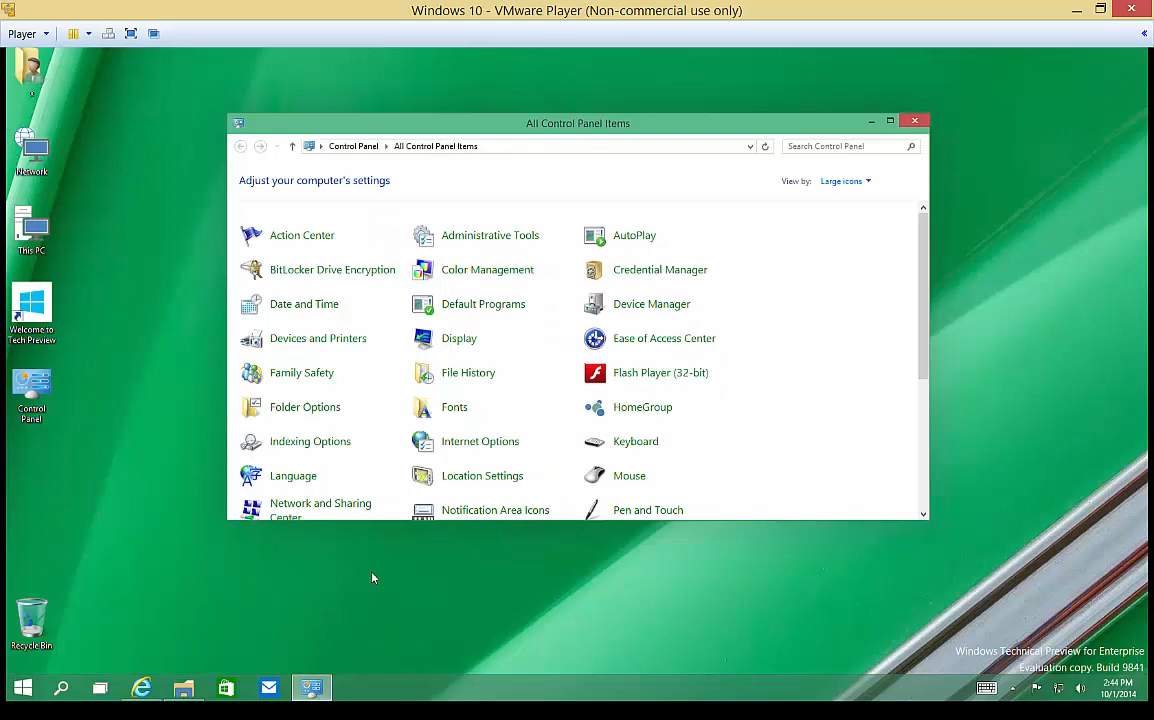 Windows 10 - VMware Player (Non-commercial use only)
Player
«
x
Network
This PC
Welcome to
Tech Preview
Control
Panel
Recycle Bin
All Control Panel Items
Control Panel
All Control Panel Items
Search Control Panel
Adjust your computer's settings
View by: Large icons
Action Center
Administrative Tools
AutoPlay
BitLocker Drive Encryption
Color Management
Credential Manager
Date and Time
Default Programs
Device Manager
Devices and Printers
Display
Ease of Access Center
Family Safety
File History
Flash Player (32-bit)
Folder Options
Fonts
HomeGroup
Indexing Options
Internet Options
Keyboard
Language
Location Settings
Mouse
Network and Sharing
Center
Notification Area Icons
Pen and Touch
Windows Technical Preview for Enterprise
Evaluation copy. Build 9841
2:44 PM
10/1/2014